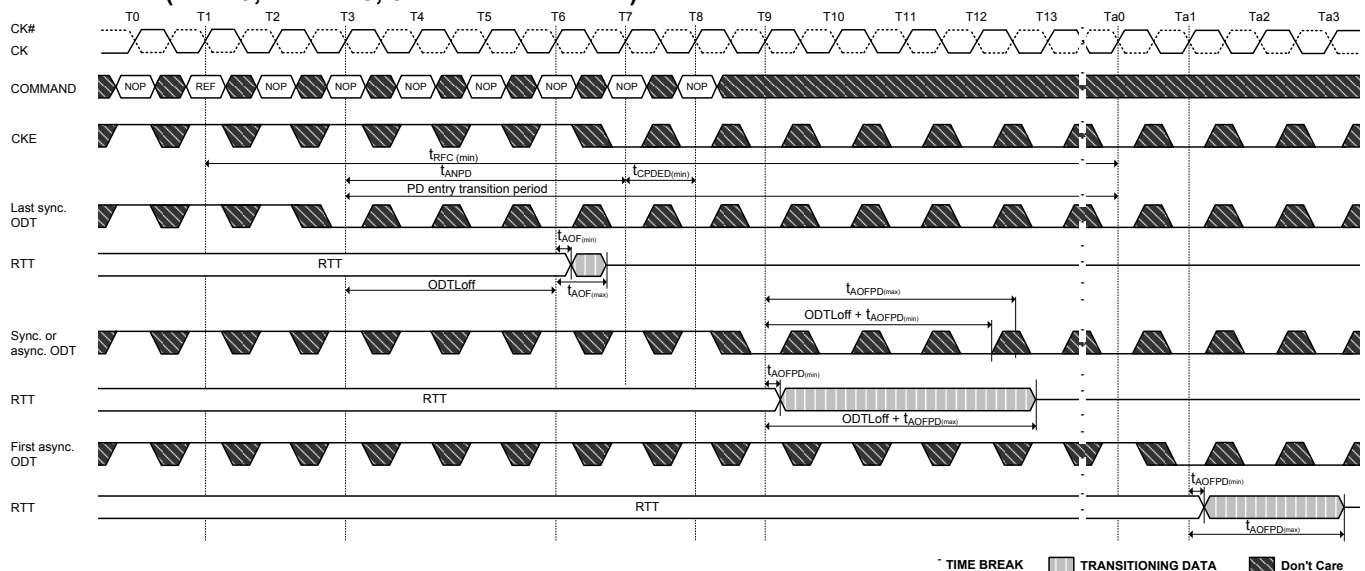 T0 T1 T2 T3 T4 T5 T6 T7 T8 T9 T10 T11 T12 T13 Ta0 Ta1 Ta2 Ta3
CK#
CK
COMMAND NOP REF NOP NOP NOP NOP NOP NOP NOP
CKE
tRFC (min)
tANPD tCPDED(min)
PD entry transition period
Last sync.
ODT
tAOF(min)
RTT RTT
ODTLoff tAOF(max)
tAOFPD(max)
ODTLoff + tAOFPD(min)
Sync. or
async. ODT
tAOFPD(min)
RTT RTT
ODTLoff + tAOFPD(max)
First async.
ODT
tAOFPD(min)
RTT RTT
tAOFPD(max)
TIME BREAK TRANSITIONING DATA Don't Care